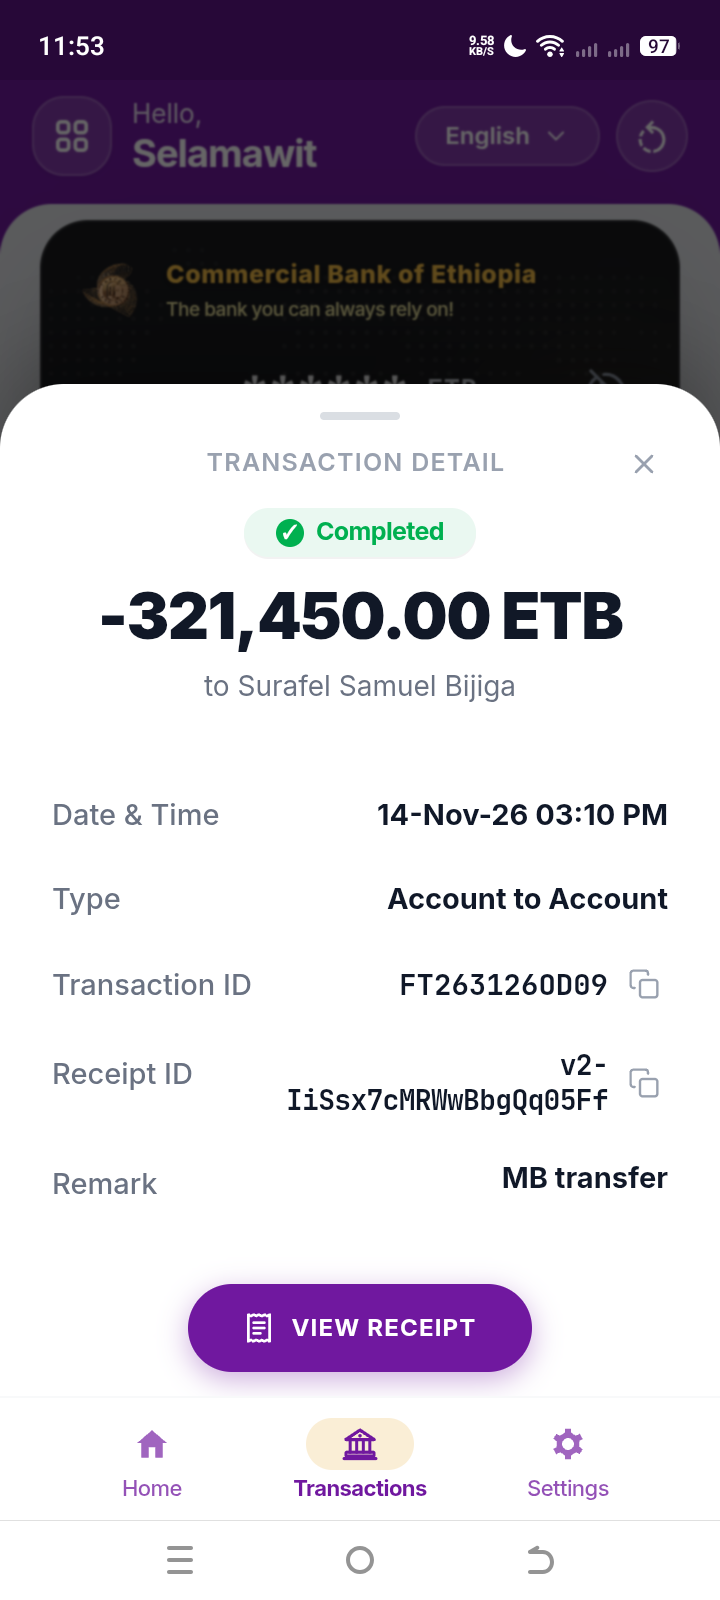 11:53
9.58
KB/S
97
Hello,
Selamawit
English
Commercial Bank of Ethiopia
The bank you can always rely on!
TRANSACTION DETAIL
Completed
-321,450.00 ETB
to Surafel Samuel Bijiga
Date & Time
14-Nov-26 03:10 PM
Type
Account to Account
Transaction ID
FT263126OD09
Receipt ID
v2-
IiSsx7cMRWwBbgQq05Ff
Remark
MB transfer
VIEW RECEIPT
Home
Transactions
Settings